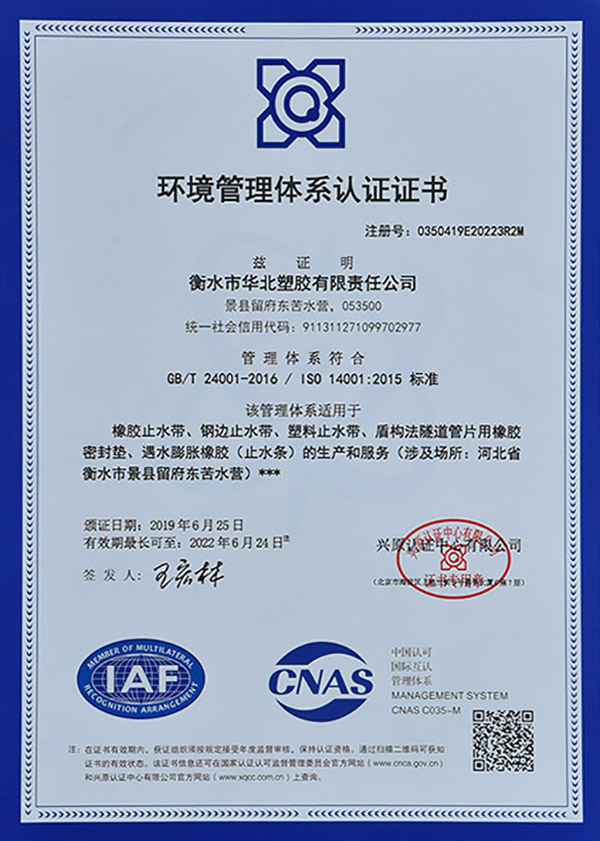 环境管理体系认证证书
注册号：0350419E20223R2M
兹 证 明
衡水市华北塑胶有限责任公司
景县留府东苦水营，053500
统一社会信用代码：911311271099702977
管理体系符合
GB/T 24001-2016 / ISO 14001:2015 标准
该管理体系适用于
橡胶止水带、钢边止水带、塑料止水带、盾构法隧道管片用橡胶
密封垫、遇水膨胀橡胶（止水条）的生产和服务（涉及场所：河北省
衡水市景县留府东苦水营）***
颁证日期：2019年6月25日
有效期最长可至：2022年6月24日注
兴原认证中心有限公司
签 发 人：
证书专用章
MEMBER OF MULTILATERAL
IAF
RECOGNITION ARRANGEMENT
CNAS
中国认可
国际互认
管理体系
MANAGEMENT SYSTEM
CNAS C035-M
注：在证书有效期内，获证组织须按规定接受年度监督审核，保持认证资格。通过扫描二维码可获知
证书的有效状态。该证书信息还可在国家认证认可监督管理委员会官方网站（www.cnca.gov.cn）
和兴原认证中心有限公司官方网站（www.xqcc.com.cn）上查询。